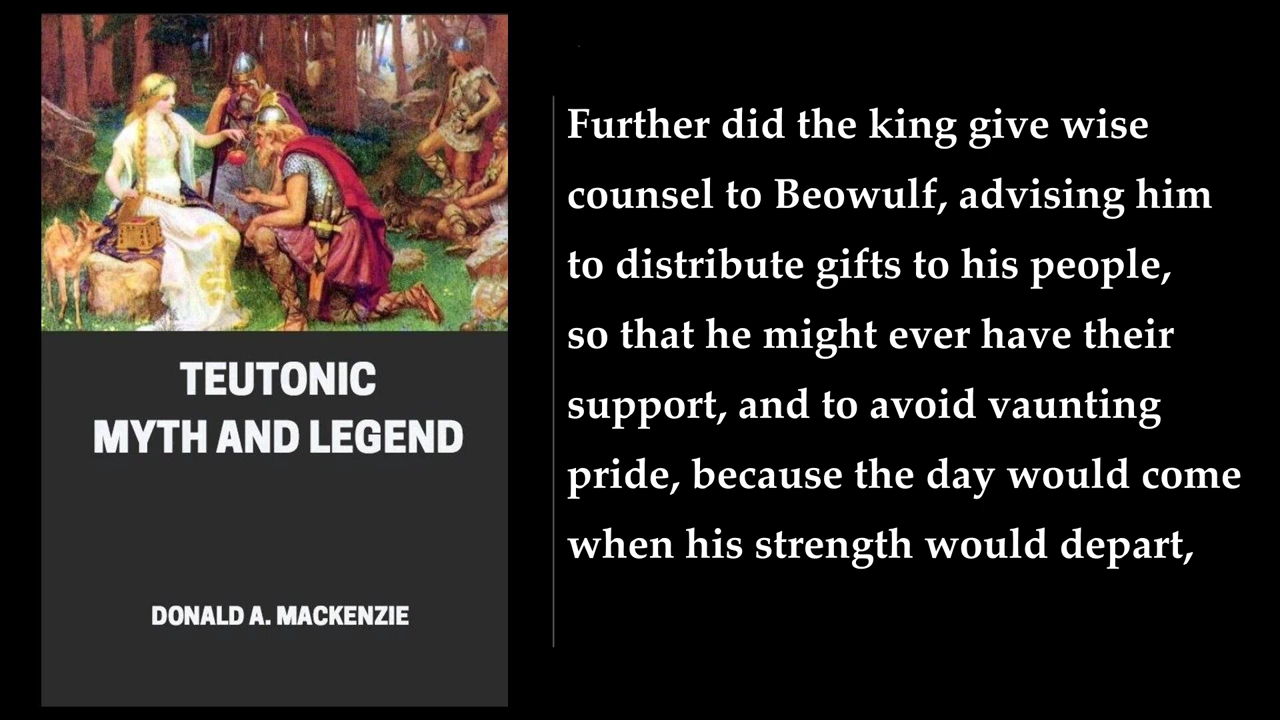 TEUTONIC
MYTH AND LEGEND
DONALD A. MACKENZIE
Further did the king give wise
counsel to Beowulf, advising him
to distribute gifts to his people,
so that he might ever have their
support, and to avoid vaunting
pride, because the day would come
when his strength would depart,